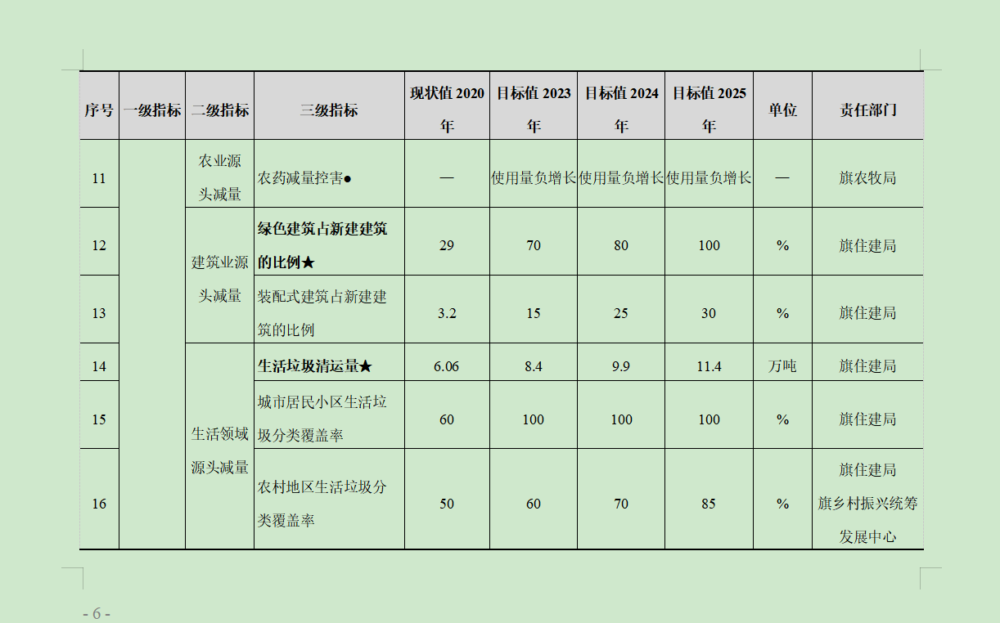 序号 一级指标 二级指标 三级指标 现状值 2020 年 目标值 2023 年 目标值 2024 年 目标值 2025 年 单位 责任部门
11 农业源头减量 农药减量控害● — 使用量负增长 使用量负增长 使用量负增长 — 旗农牧局
12 建筑业源头减量 绿色建筑占新建建筑的比例★ 29 70 80 100 % 旗住建局
13 装配式建筑占新建建筑的比例 3.2 15 25 30 % 旗住建局
14 生活领域源头减量 生活垃圾清运量★ 6.06 8.4 9.9 11.4 万吨 旗住建局
15 城市居民小区生活垃圾分类覆盖率 60 100 100 100 % 旗住建局
16 农村地区生活垃圾分类覆盖率 50 60 70 85 % 旗住建局 旗乡村振兴统筹发展中心
- 6 -